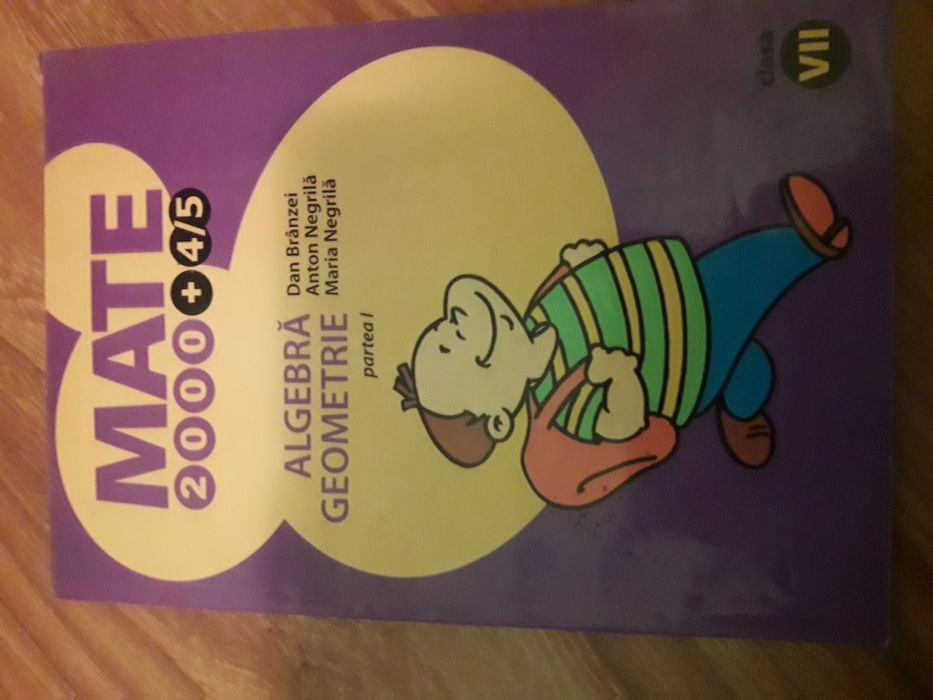 MATE
2000+4/5
ALGEBRĂ
GEOMETRIE
Dan Brânzei
Anton Negrilă
Maria Negrilă
partea I
clasa
VII